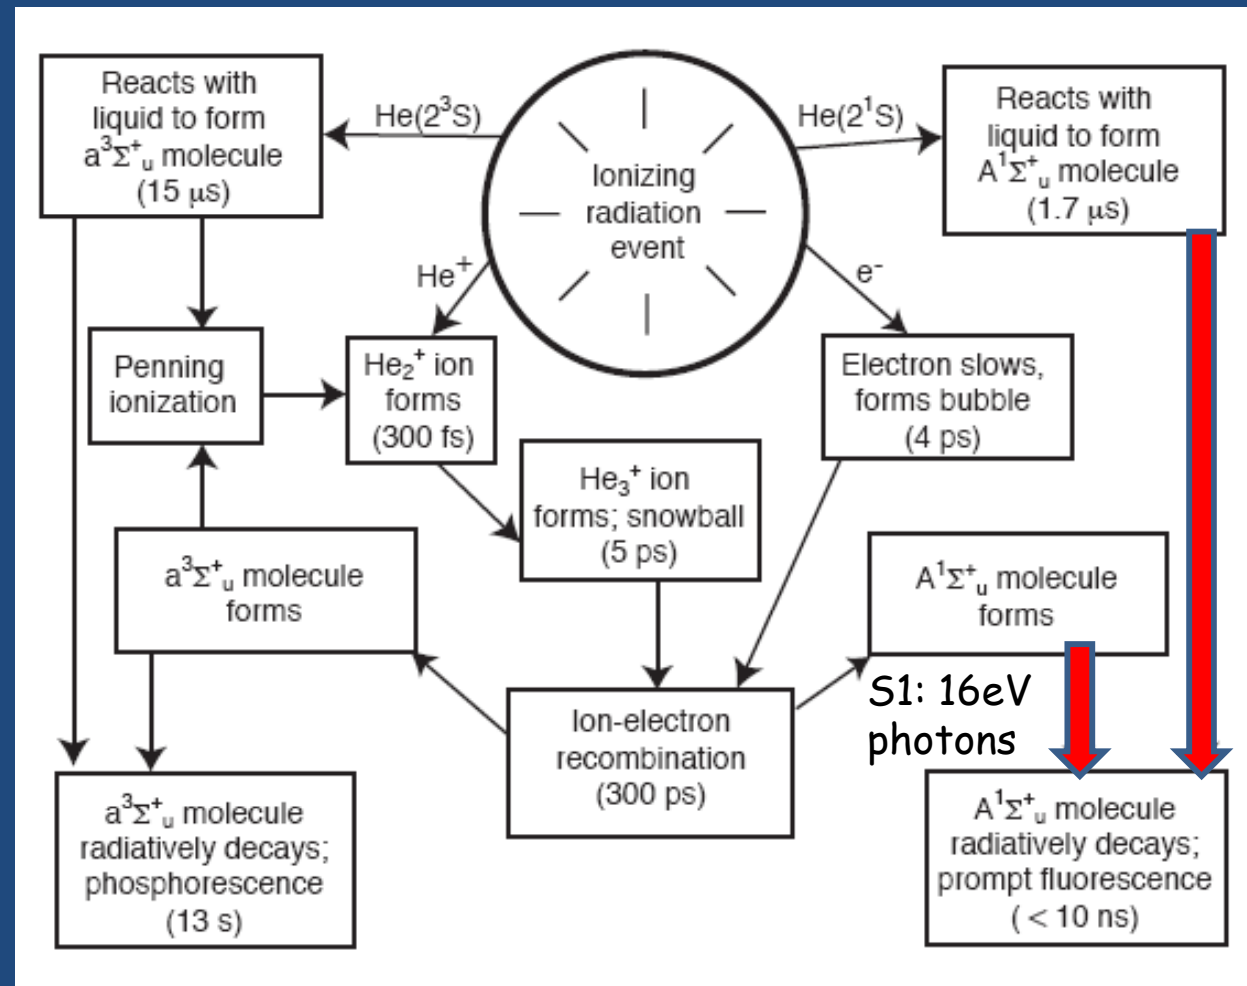 Reacts with
liquid to form
a³Σ⁺ᵤ molecule
(15 μs)
He(2³S)
Ionizing
radiation
event
He(2¹S)
Reacts with
liquid to form
A¹Σ⁺ᵤ molecule
(1.7 μs)
He⁺
e⁻
Penning
ionization
He₂⁺ ion
forms
(300 fs)
Electron slows,
forms bubble
(4 ps)
He₃⁺ ion
forms; snowball
(5 ps)
a³Σ⁺ᵤ molecule
forms
A¹Σ⁺ᵤ molecule
forms
S1: 16eV
photons
Ion-electron
recombination
(300 ps)
a³Σ⁺ᵤ molecule
radiatively decays;
phosphorescence
(13 s)
A¹Σ⁺ᵤ molecule
radiatively decays;
prompt fluorescence
( < 10 ns)